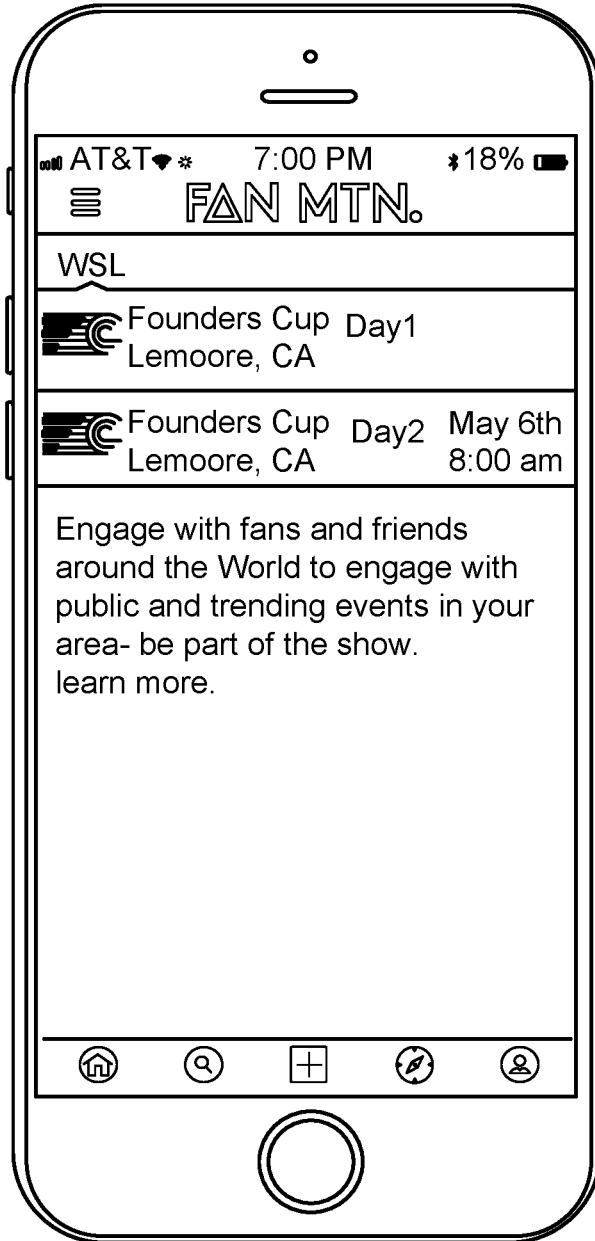 AT&T 7:00 PM 18%
FAN MTN.
WSL
Founders Cup Day1
Lemoore, CA
Founders Cup Day2 May 6th
Lemoore, CA 8:00 am
Engage with fans and friends
around the World to engage with
public and trending events in your
area- be part of the show.
learn more.